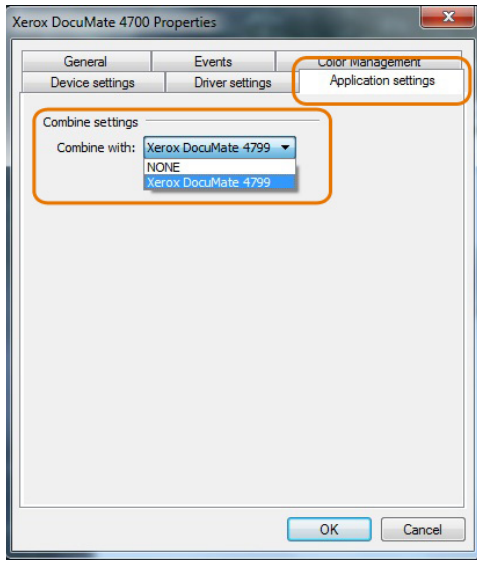 Xerox DocuMate 4700 Properties
General Events Color Management
Device settings Driver settings Application settings
Combine settings
Combine with: Xerox DocuMate 4799
NONE
Xerox DocuMate 4799
OK Cancel